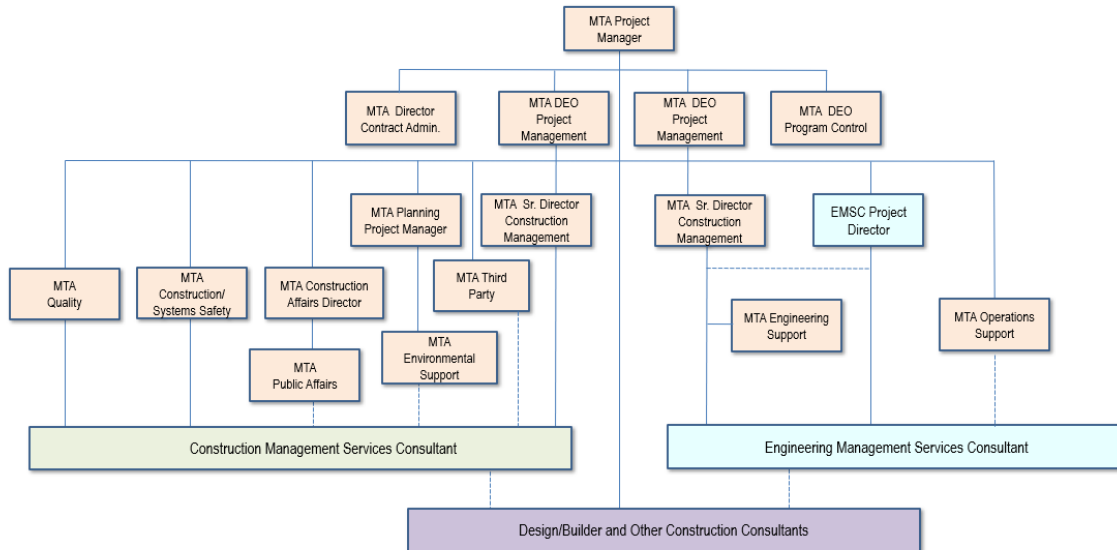 MTA Project
Manager
MTA Director
Contract Admin.
MTA DEO
Project
Management
MTA DEO
Project
Management
MTA DEO
Program Control
MTA Planning
Project Manager
MTA Sr. Director
Construction
Management
MTA Sr. Director
Construction
Management
EMSC Project
Director
MTA
Quality
MTA
Construction/
Systems Safety
MTA Construction
Affairs Director
MTA Third
Party
MTA Engineering
Support
MTA Operations
Support
MTA
Public Affairs
MTA
Environmental
Support
Construction Management Services Consultant
Engineering Management Services Consultant
Design/Builder and Other Construction Consultants